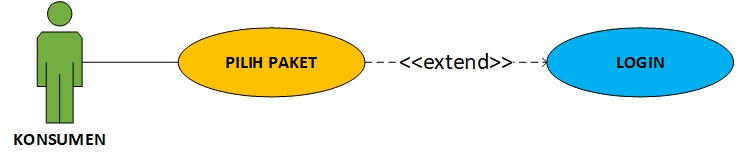 PILIH PAKET
<<extend>>
LOGIN
KONSUMEN